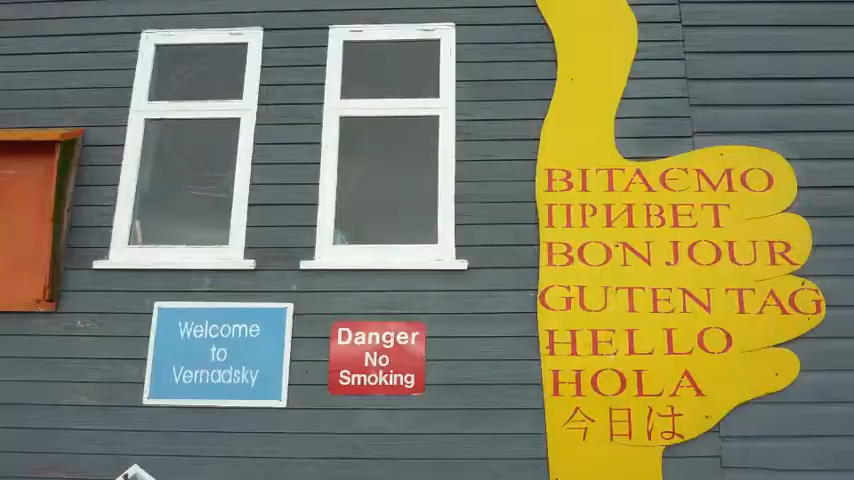 Welcome
to
Vernadsky
Danger
No
Smoking
ВІТАЄМО
ПРИВЕТ
BONJOUR
GUTEN TAG
HELLO
HOLA
今日は